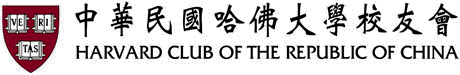 VE RI
TAS
中華民國哈佛大學校友會
HARVARD CLUB OF THE REPUBLIC OF CHINA